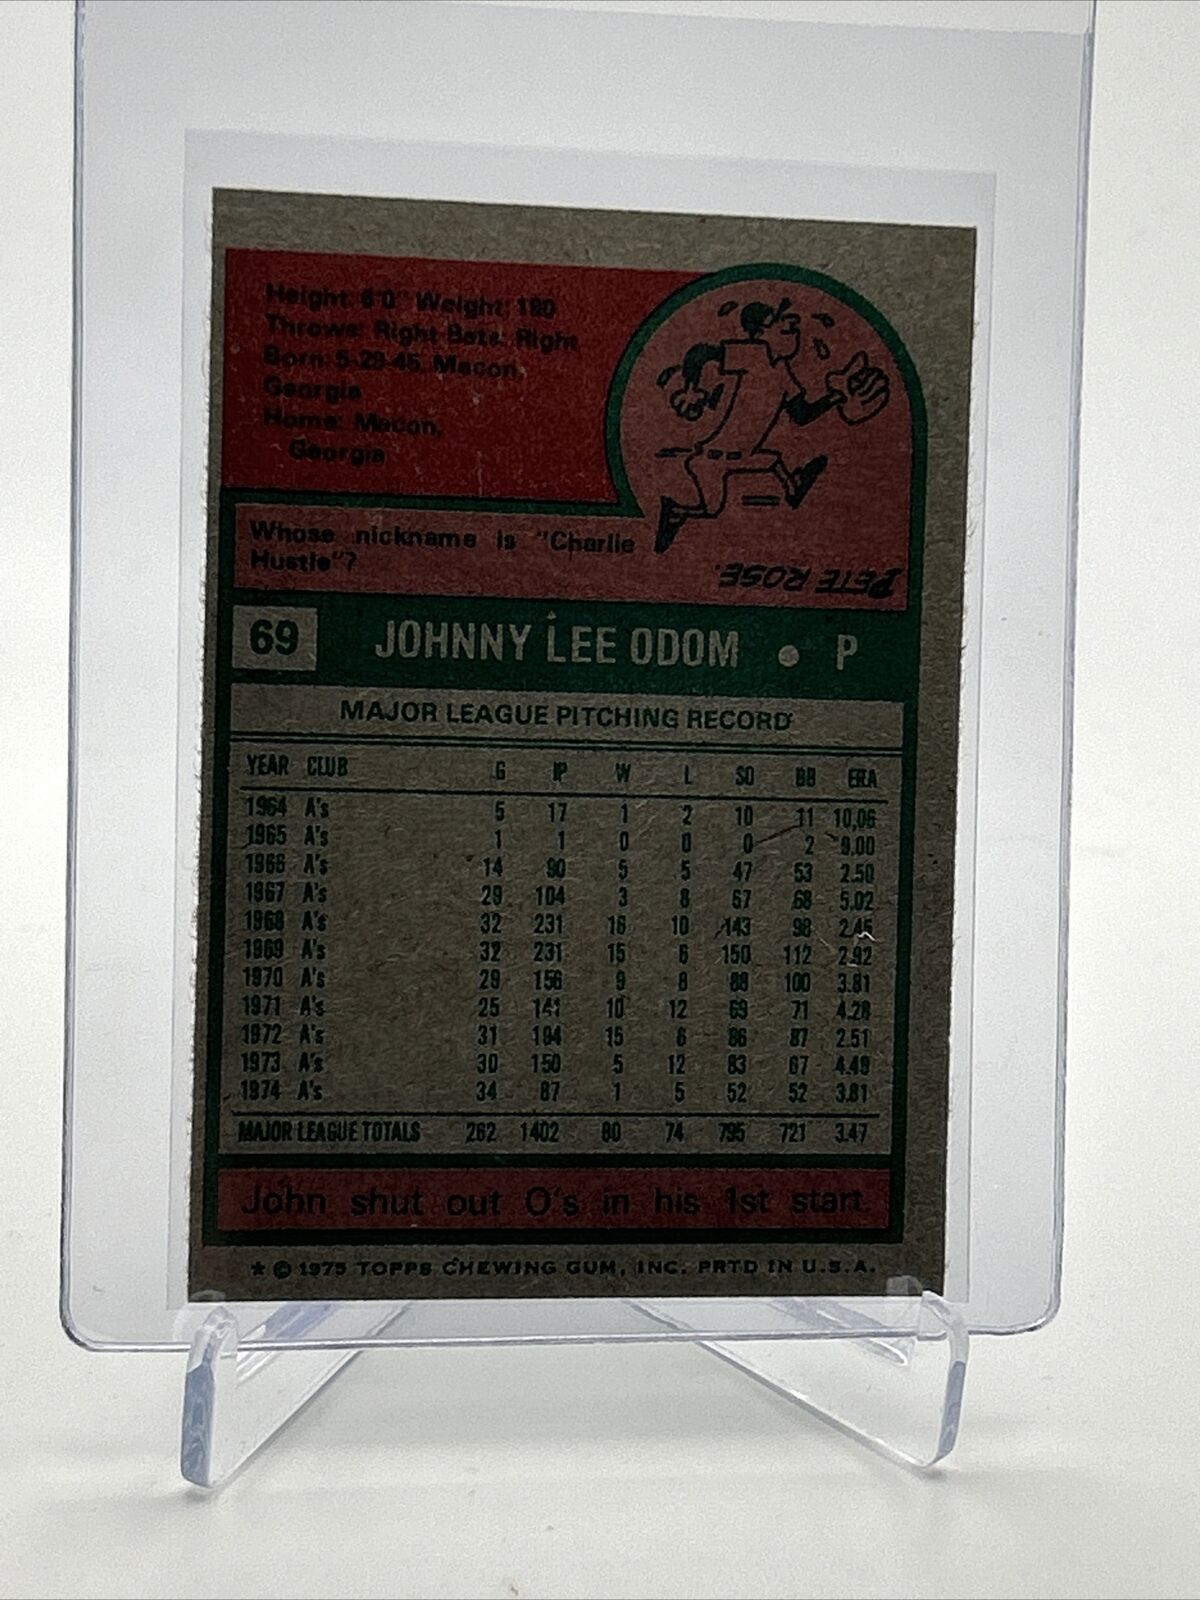 Height: 6'0" Weight: 180
Throws: Right Bats: Right
Born: 5-29-45, Macon,
Georgia
Home: Macon,
Georgia
Whose nickname is "Charlie
Hustle"?
PETE ROSE.
69 JOHNNY LEE ODOM • P
MAJOR LEAGUE PITCHING RECORD
YEAR CLUB G IP W L SO BB ERA
1964 A's 5 17 1 2 10 11 10.06
1965 A's 1 1 0 0 0 2 9.00
1966 A's 14 90 5 5 47 53 2.50
1967 A's 29 104 3 8 67 68 5.02
1968 A's 32 231 16 10 143 98 2.45
1969 A's 32 231 15 6 150 112 2.92
1970 A's 29 156 9 8 88 100 3.81
1971 A's 25 141 10 12 69 71 4.28
1972 A's 31 194 15 6 86 87 2.51
1973 A's 30 150 5 12 83 67 4.49
1974 A's 34 87 1 5 52 52 3.81
MAJOR LEAGUE TOTALS 262 1402 80 74 795 721 3.47
John shut out O's in his 1st start.
* © 1975 TOPPS CHEWING GUM, INC. PRTD IN U.S.A.